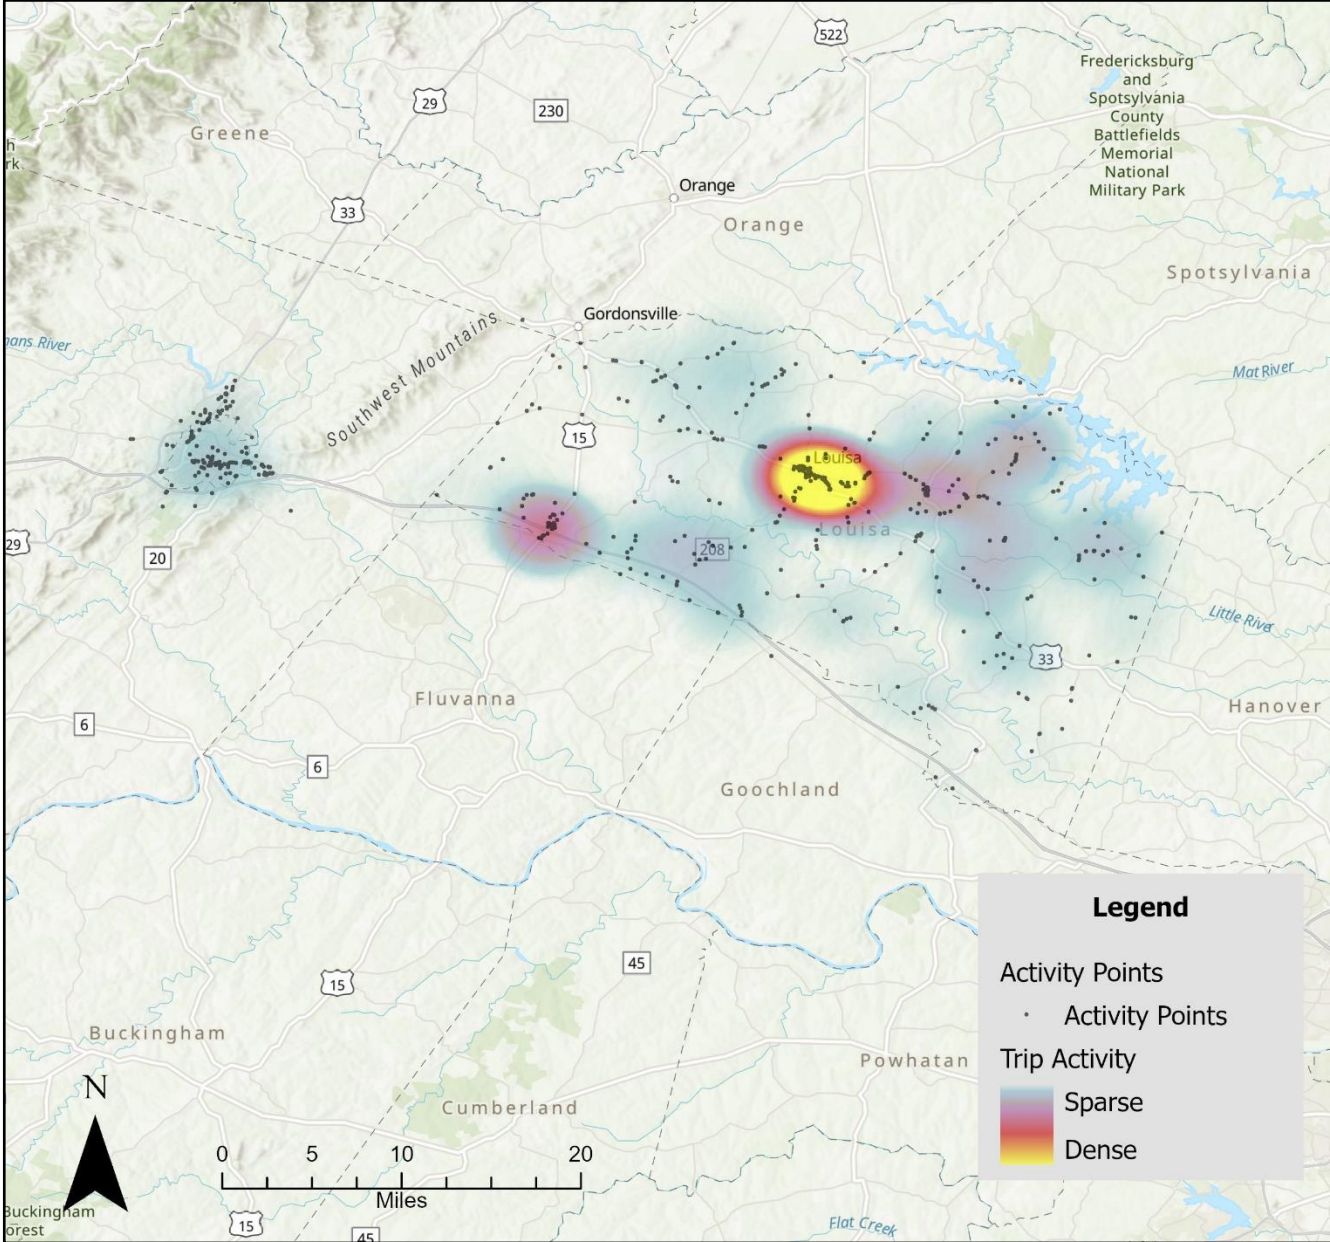 522
Fredericksburg
and
Spotsylvania
County
Battlefields
Memorial
National
Military Park
29
230
Greene
Orange
33
Orange
Spotsylvania
Gordonsville
Southwest Mountains
Mat River
15
Louisa
Louisa
29
20
208
Little River
33
Fluvanna
Hanover
6
6
Goochland
Legend
Activity Points
Activity Points
Trip Activity
Sparse
Dense
45
15
Buckingham
Powhatan
N
Cumberland
0 5 10 20
Miles
Buckingham
15
45
Flat Creek